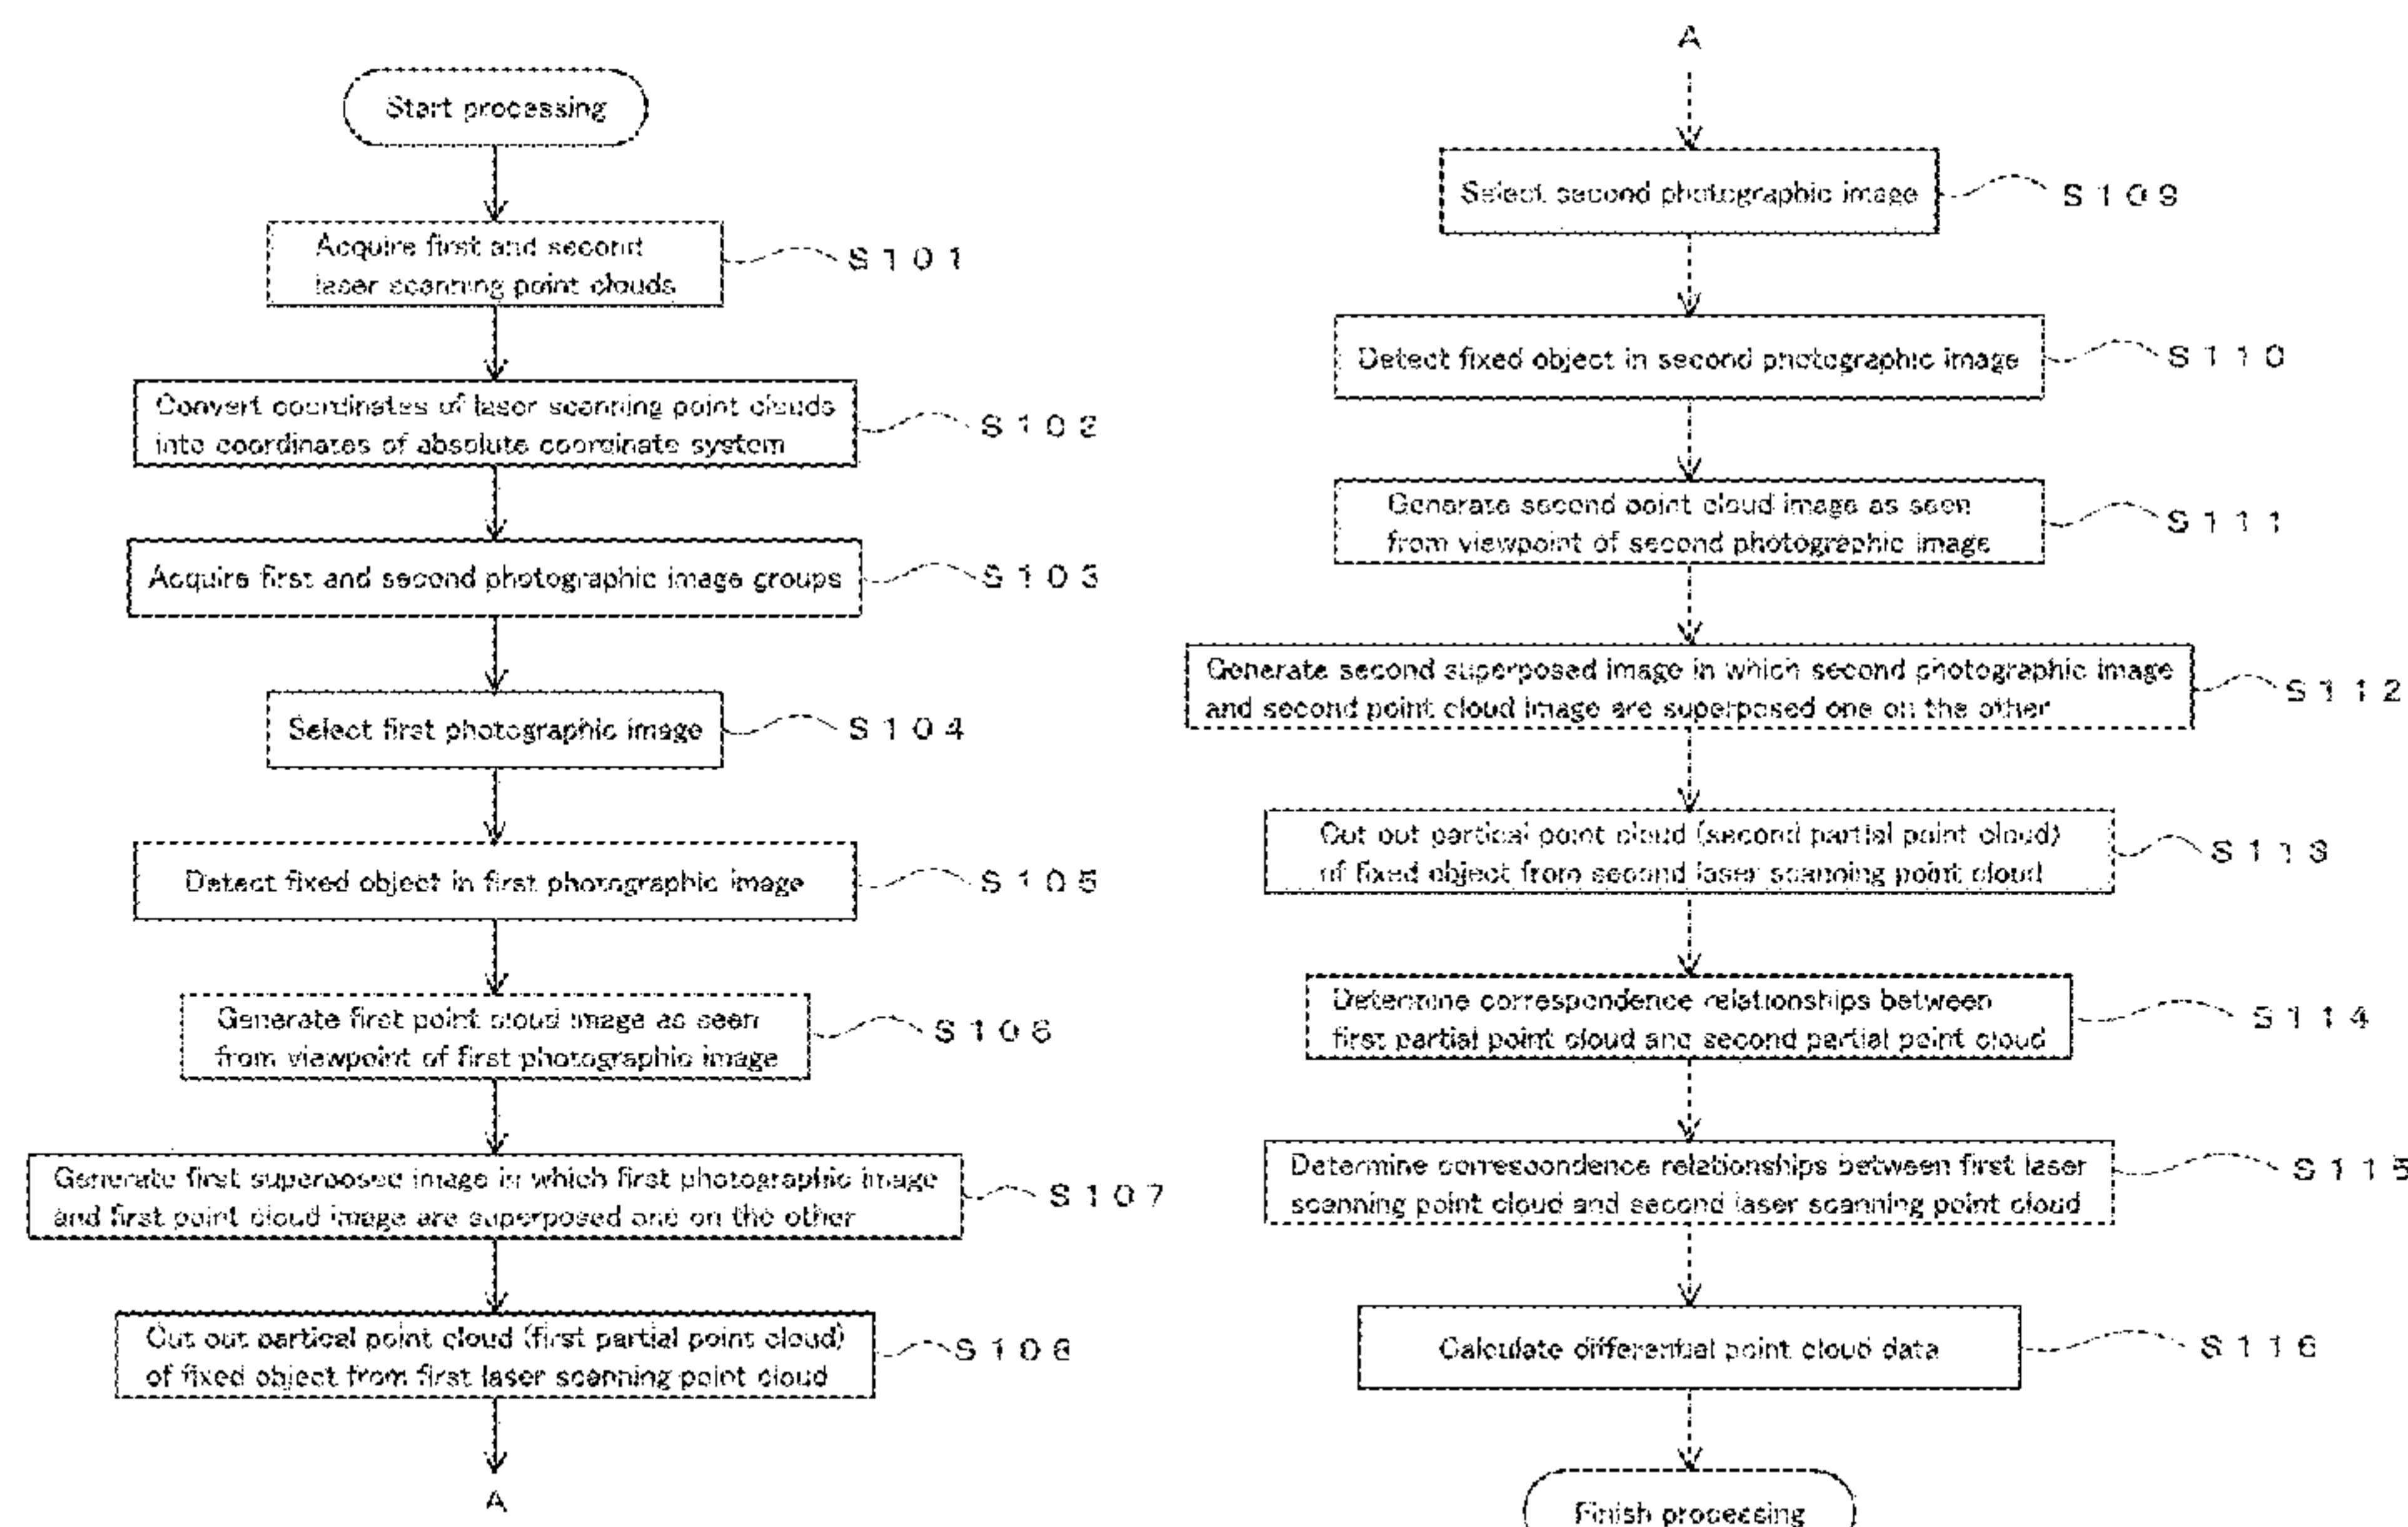 Start processing
Acquire first and second
laser scanning point clouds
S101
Convert coordinates of laser scanning point clouds
into coordinates of absolute coordinate system
S102
Acquire first and second photographic image groups
S103
Select first photographic image
S104
Detect fixed object in first photographic image
S105
Generate first point cloud image as seen
from viewpoint of first photographic image
S106
Generate first superposed image in which first photographic image
and first point cloud image are superposed one on the other
S107
Cut out partical point cloud (first partial point cloud)
of fixed object from first laser scanning point cloud
S108
A
A
Select second photographic image
S109
Detect fixed object in second photographic image
S110
Generate second point cloud image as seen
from viewpoint of second photographic image
S111
Generate second superposed image in which second photographic image
and second point cloud image are superposed one on the other
S112
Cut out partical point cloud (second partial point cloud)
of fixed object from second laser scanning point cloud
S113
Determine correspondence relationships between
first partial point cloud and second partial point cloud
S114
Determine correspondence relationships between first laser
scanning point cloud and second laser scanning point cloud
S115
Calculate differential point cloud data
S116
Finish processing